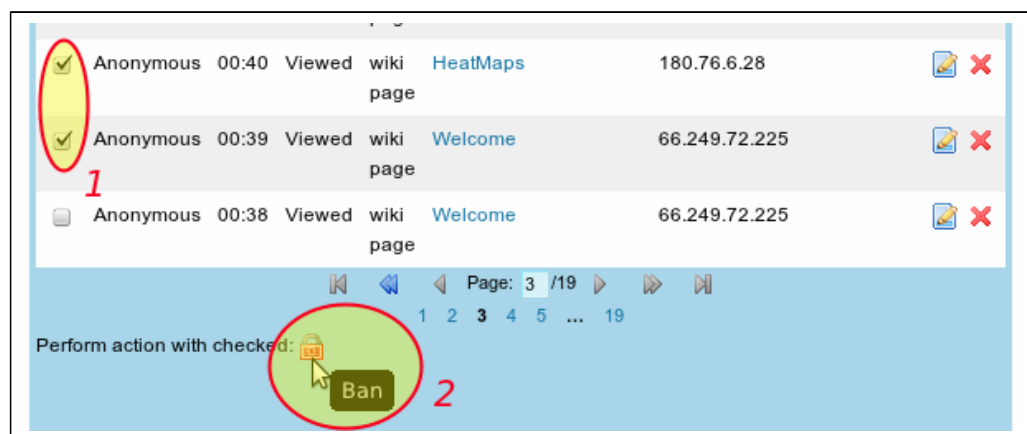 Anonymous 00:40 Viewed wiki HeatMaps 180.76.6.28
page
Anonymous 00:39 Viewed wiki Welcome 66.249.72.225
page
1
Anonymous 00:38 Viewed wiki Welcome 66.249.72.225
page
Page: 3 /19
1 2 3 4 5 ... 19
Perform action with checked:
Ban
2